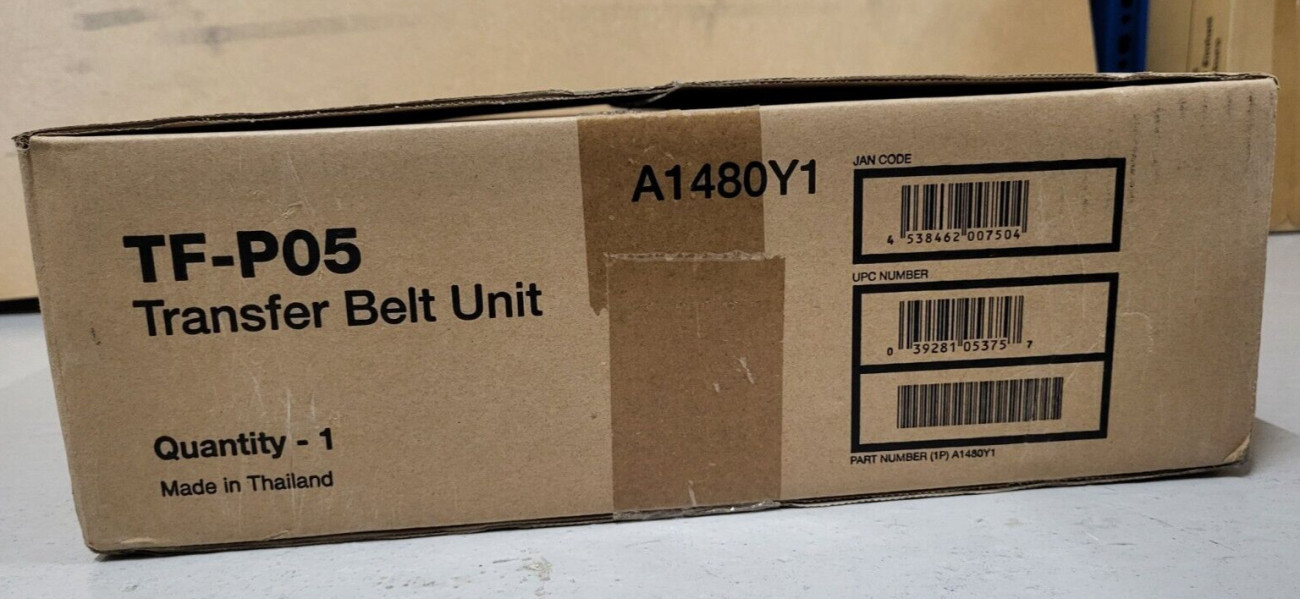 TF-P05
Transfer Belt Unit
Quantity - 1
Made in Thailand
A1480Y1
JAN CODE
4 538462 007504
UPC NUMBER
0 39281 05375 7
PART NUMBER (1P) A1480Y1